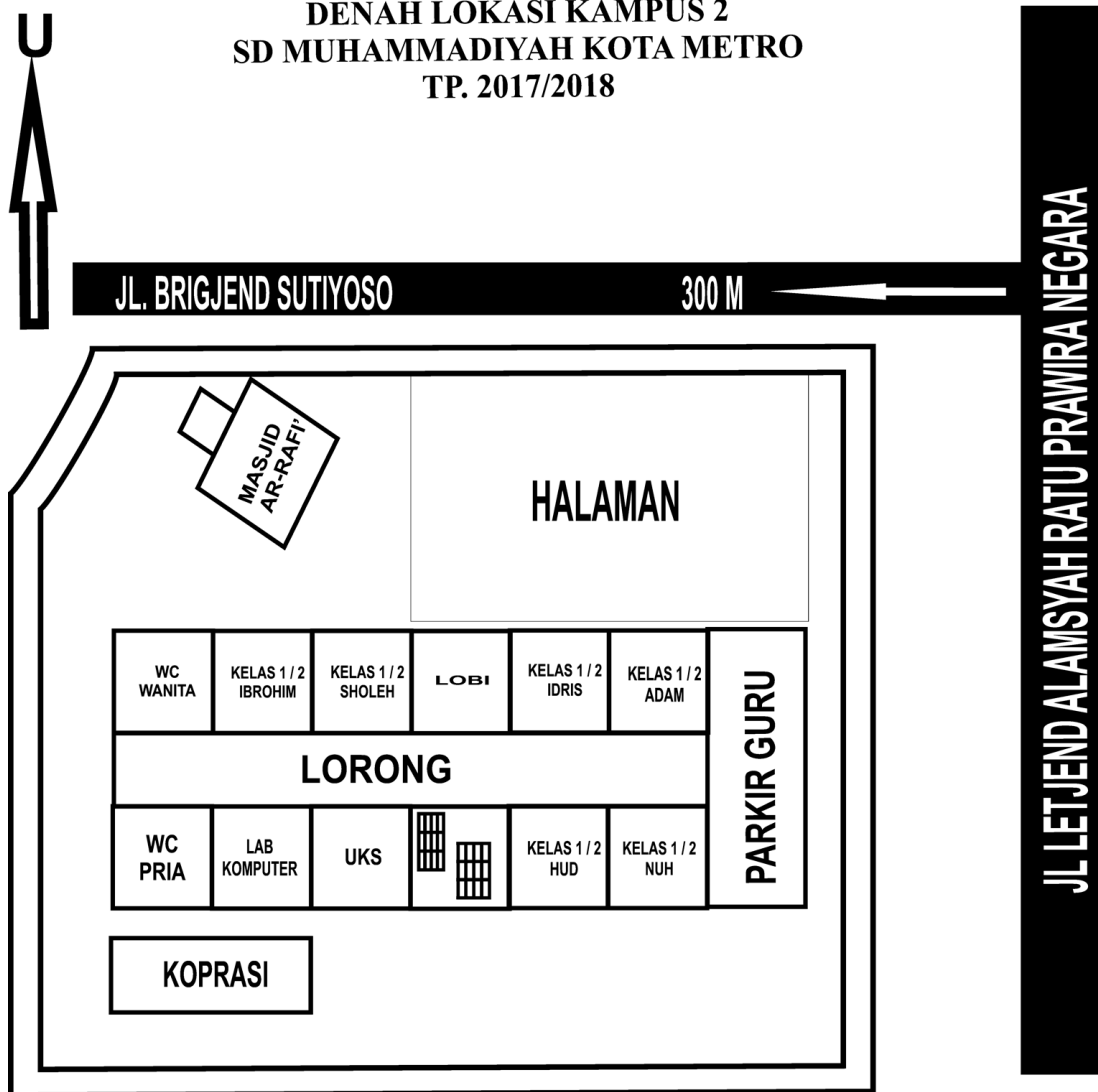 DENAH LOKASI KAMPUS 2
SD MUHAMMADIYAH KOTA METRO
TP. 2017/2018
U
JL. BRIGJEND SUTIYOSO
300 M
JL LETJEND ALAMSYAH RATU PRAWIRA NEGARA
MASJID
AR-RAFI'
HALAMAN
WC
WANITA
KELAS 1 / 2
IBROHIM
KELAS 1 / 2
SHOLEH
LOBI
KELAS 1 / 2
IDRIS
KELAS 1 / 2
ADAM
PARKIR GURU
LORONG
WC
PRIA
LAB
KOMPUTER
UKS
KELAS 1 / 2
HUD
KELAS 1 / 2
NUH
KOPRASI